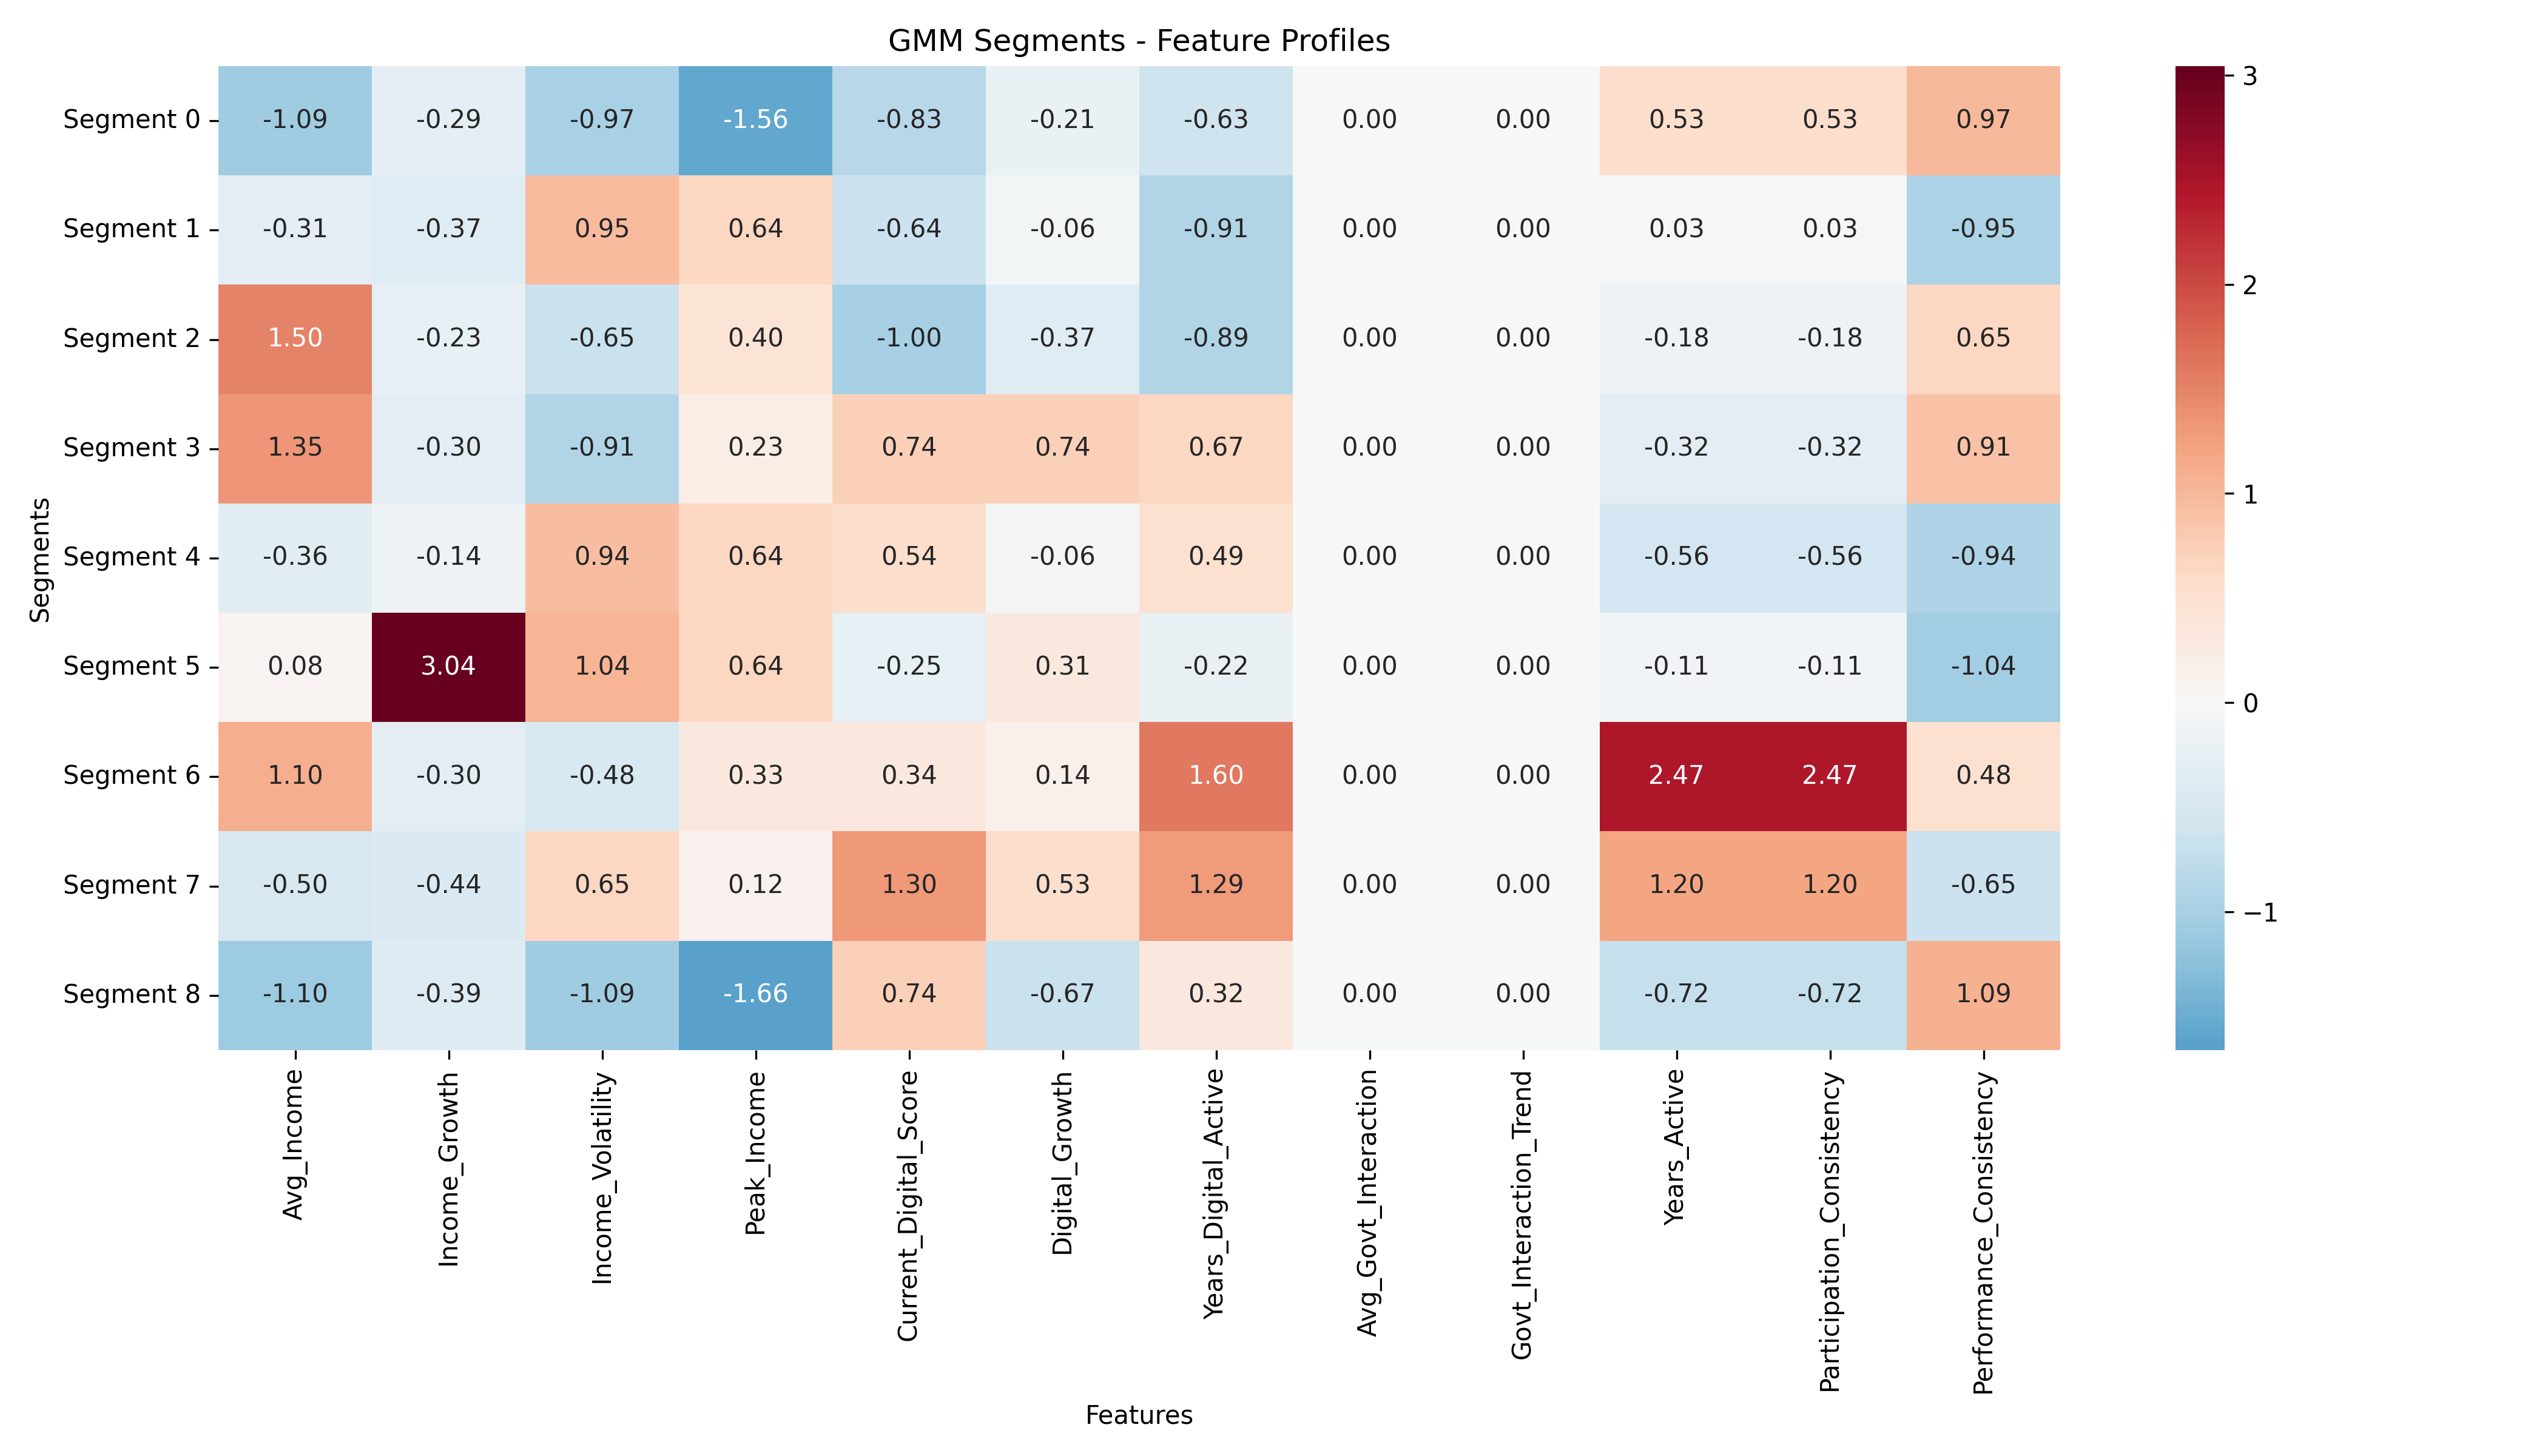 GMM Segments - Feature Profiles
Segment 0 -1.09 -0.29 -0.97 -1.56 -0.83 -0.21 -0.63 0.00 0.00 0.53 0.53 0.97
Segment 1 -0.31 -0.37 0.95 0.64 -0.64 -0.06 -0.91 0.00 0.00 0.03 0.03 -0.95
Segment 2 1.50 -0.23 -0.65 0.40 -1.00 -0.37 -0.89 0.00 0.00 -0.18 -0.18 0.65
Segment 3 1.35 -0.30 -0.91 0.23 0.74 0.74 0.67 0.00 0.00 -0.32 -0.32 0.91
Segment 4 -0.36 -0.14 0.94 0.64 0.54 -0.06 0.49 0.00 0.00 -0.56 -0.56 -0.94
Segment 5 0.08 3.04 1.04 0.64 -0.25 0.31 -0.22 0.00 0.00 -0.11 -0.11 -1.04
Segment 6 1.10 -0.30 -0.48 0.33 0.34 0.14 1.60 0.00 0.00 2.47 2.47 0.48
Segment 7 -0.50 -0.44 0.65 0.12 1.30 0.53 1.29 0.00 0.00 1.20 1.20 -0.65
Segment 8 -1.10 -0.39 -1.09 -1.66 0.74 -0.67 0.32 0.00 0.00 -0.72 -0.72 1.09
Segments
Avg_Income
Income_Growth
Income_Volatility
Peak_Income
Current_Digital_Score
Digital_Growth
Years_Digital_Active
Avg_Govt_Interaction
Govt_Interaction_Trend
Years_Active
Participation_Consistency
Performance_Consistency
Features
3
2
1
0
−1